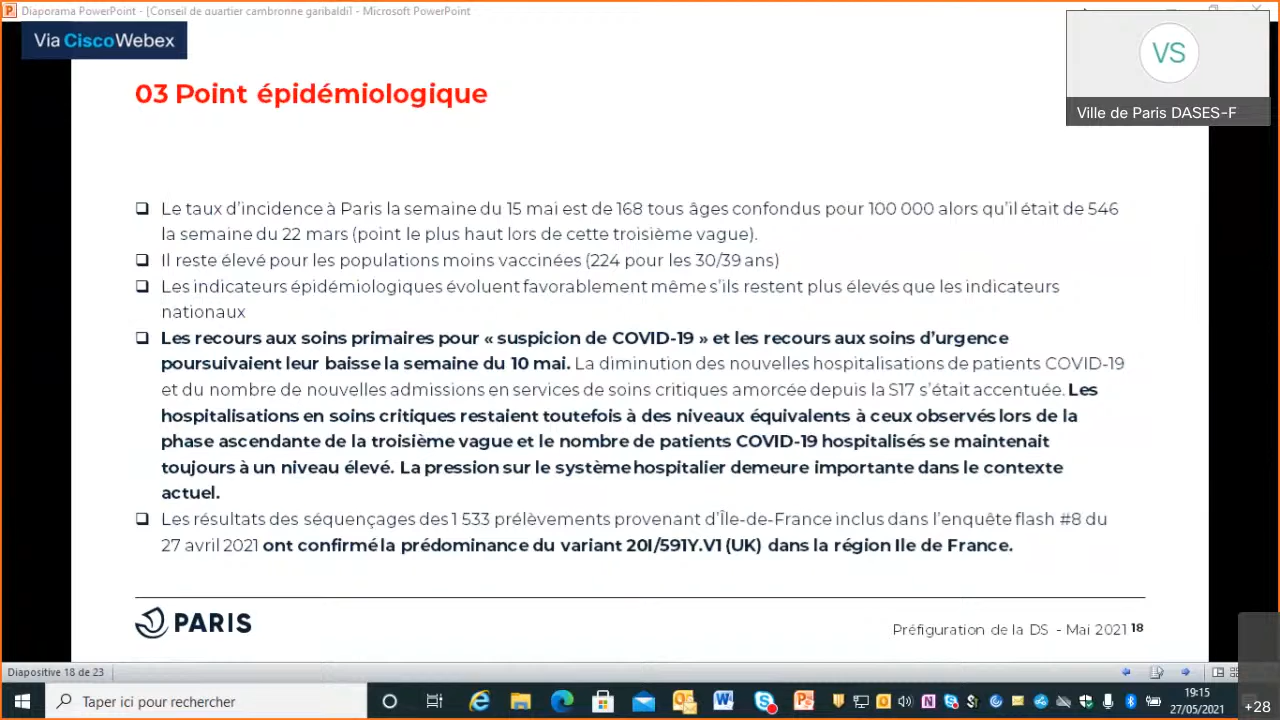 Diaporama PowerPoint - [Conseil de quartier cambronne garibaldi] - Microsoft PowerPoint
Via CiscoWebex
VS
Ville de Paris DASES-F
03 Point épidémiologique
Le taux d'incidence à Paris la semaine du 15 mai est de 168 tous âges confondus pour 100 000 alors qu'il était de 546
la semaine du 22 mars (point le plus haut lors de cette troisième vague).
Il reste élevé pour les populations moins vaccinées (224 pour les 30/39 ans)
Les indicateurs épidémiologiques évoluent favorablement même s'ils restent plus élevés que les indicateurs
nationaux
Les recours aux soins primaires pour « suspicion de COVID-19 » et les recours aux soins d'urgence
poursuivaient leur baisse la semaine du 10 mai. La diminution des nouvelles hospitalisations de patients COVID-19
et du nombre de nouvelles admissions en services de soins critiques amorcée depuis la S17 s'était accentuée. Les
hospitalisations en soins critiques restaient toutefois à des niveaux équivalents à ceux observés lors de la
phase ascendante de la troisième vague et le nombre de patients COVID-19 hospitalisés se maintenait
toujours à un niveau élevé. La pression sur le système hospitalier demeure importante dans le contexte
actuel.
Les résultats des séquençages des 1 533 prélèvements provenant d'Île-de-France inclus dans l'enquête flash #8 du
27 avril 2021 ont confirmé la prédominance du variant 20I/591Y.V1 (UK) dans la région Ile de France.
PARIS
Préfiguration de la DS - Mai 2021 18
Diapositive 18 de 23
Taper ici pour rechercher
19:15
27/05/2021
+28